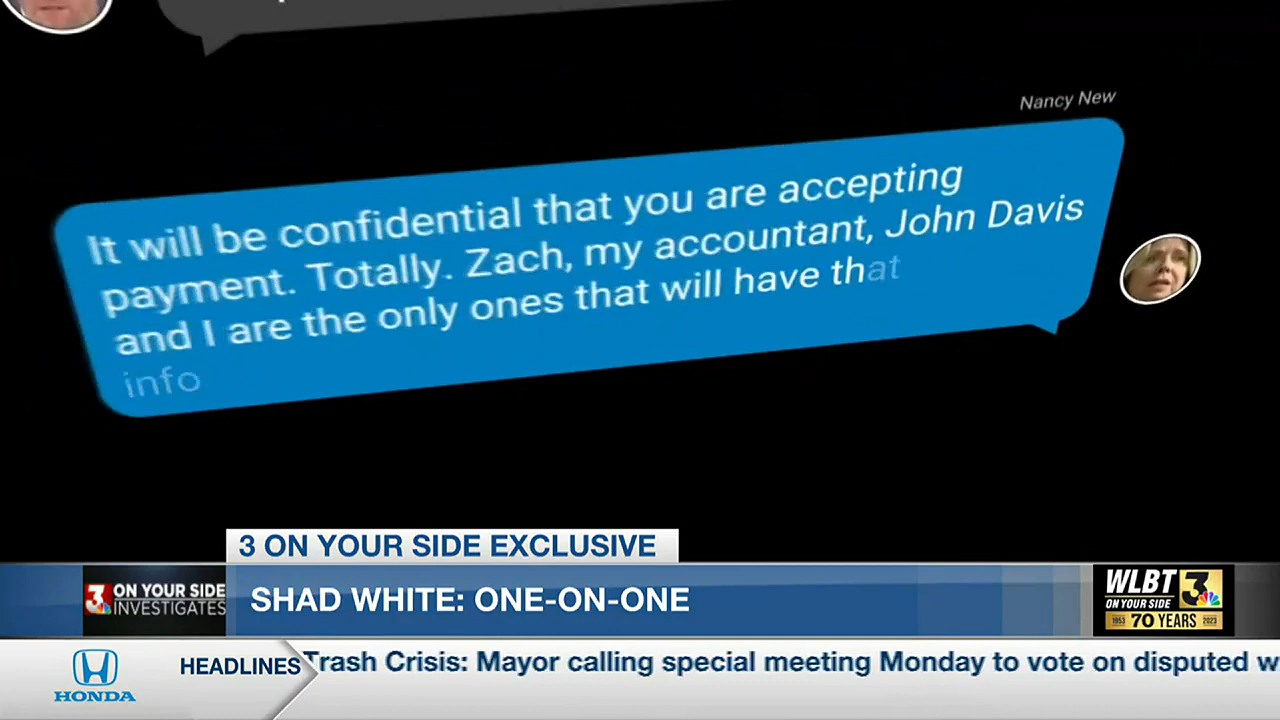 Nancy New
It will be confidential that you are accepting
payment. Totally. Zach, my accountant, John Davis
and I are the only ones that will have that
info
3 ON YOUR SIDE EXCLUSIVE
3 ON YOUR SIDE
INVESTIGATES
SHAD WHITE: ONE-ON-ONE
WLBT 3
ON YOUR SIDE
1953 70 YEARS 2023
HONDA
HEADLINES
Trash Crisis: Mayor calling special meeting Monday to vote on disputed w